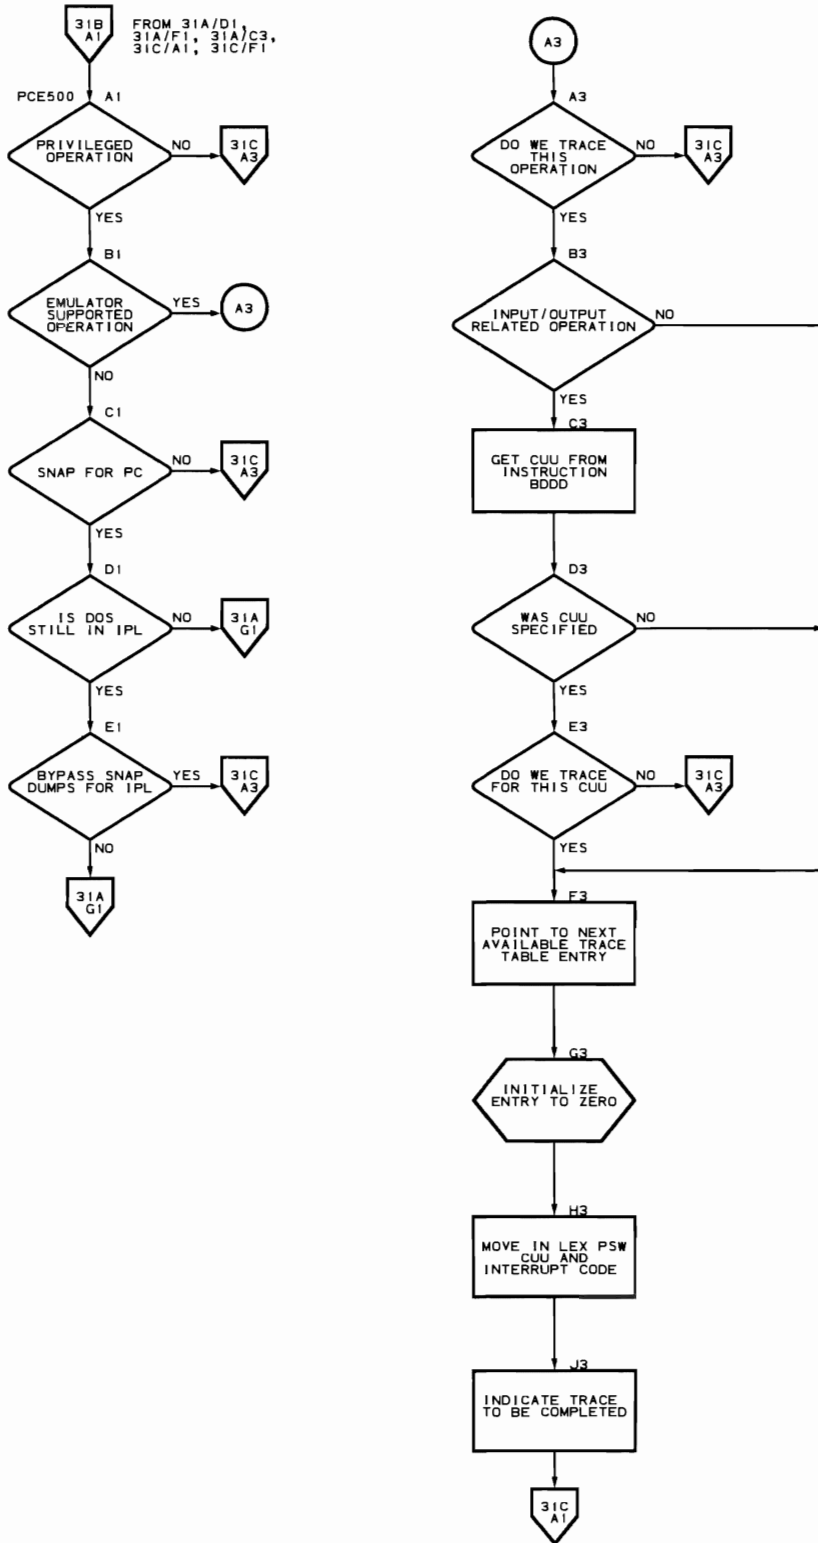 31B
A1
FROM 31A/D1,
31A/F1, 31A/C3,
31C/A1, 31C/F1
PCE500
A1
PRIVILEGED
OPERATION
NO
31C
A3
YES
B1
EMULATOR
SUPPORTED
OPERATION
YES
A3
NO
C1
SNAP FOR PC
NO
31C
A3
YES
D1
IS DOS
STILL IN IPL
NO
31A
G1
YES
E1
BYPASS SNAP
DUMPS FOR IPL
YES
31C
A3
NO
31A
G1
A3
A3
DO WE TRACE
THIS
OPERATION
NO
31C
A3
YES
B3
INPUT/OUTPUT
RELATED OPERATION
NO
YES
C3
GET CUU FROM
INSTRUCTION
BDDD
D3
WAS CUU
SPECIFIED
NO
YES
E3
DO WE TRACE
FOR THIS CUU
NO
31C
A3
YES
F3
POINT TO NEXT
AVAILABLE TRACE
TABLE ENTRY
G3
INITIALIZE
ENTRY TO ZERO
H3
MOVE IN LEX PSW
CUU AND
INTERRUPT CODE
J3
INDICATE TRACE
TO BE COMPLETED
31C
A1